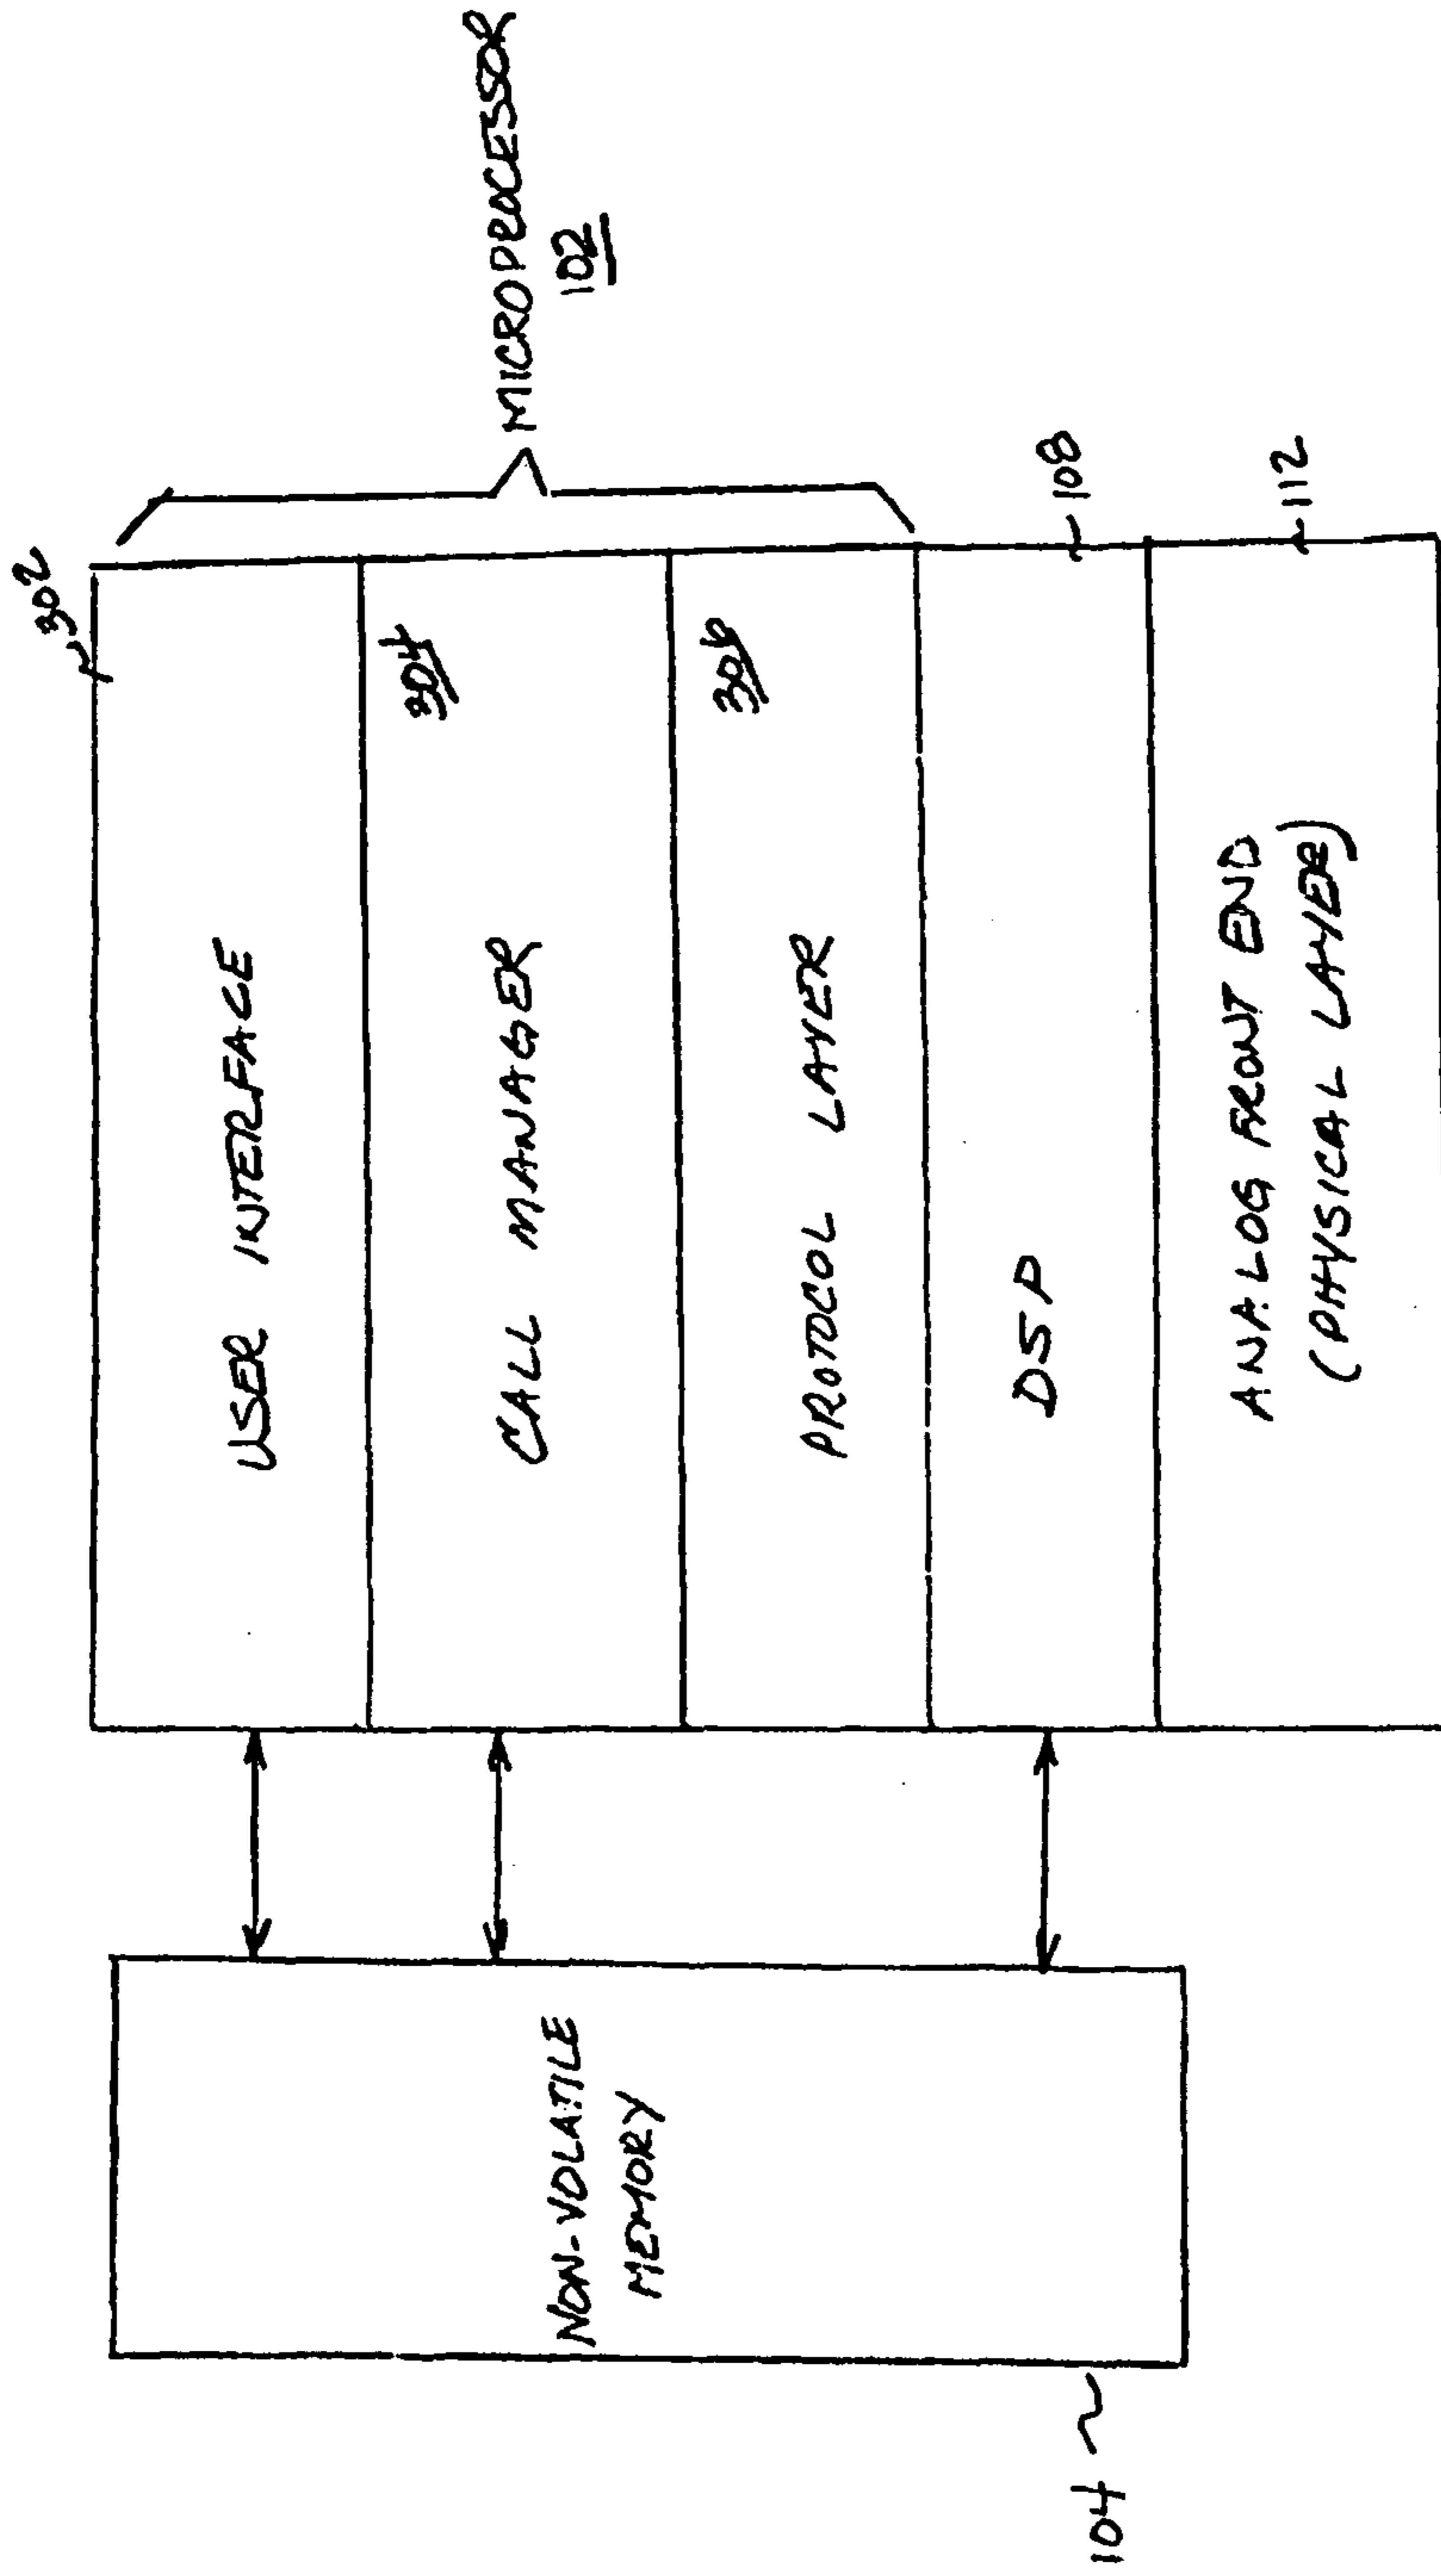 302
USER INTERFACE
304
CALL MANAGER
306
PROTOCOL LAYER
MICROPROCESSOR
102
DSP
108
ANALOG FRONT END
(PHYSICAL LAYER)
112
NON-VOLATILE
MEMORY
104